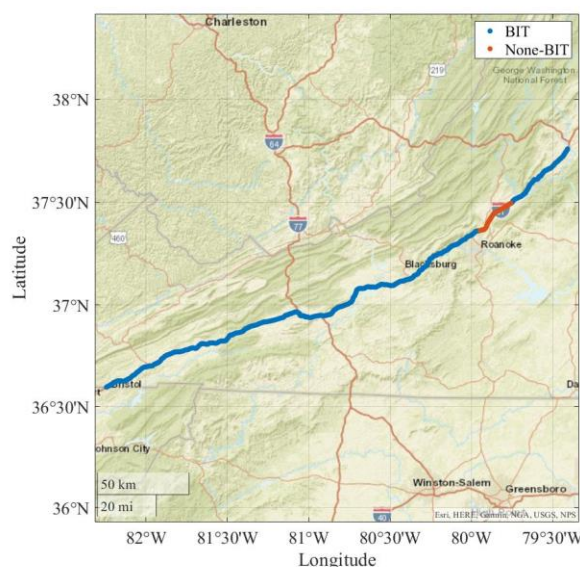 Charleston
BIT
None-BIT
219
George Washington
National Forest
38°N
64
37°30'N
77
460
Roanoke
Blacksburg
Latitude
37°N
Bristol
36°30'N
Da
ohnson City
50 km
20 mi
Winston-Salem
Greensboro
36°N
40
Esri, HERE, Garmin, NGA, USGS, NPS
82°W
81°30'W
81°W
80°30'W
80°W
79°30'W
Longitude